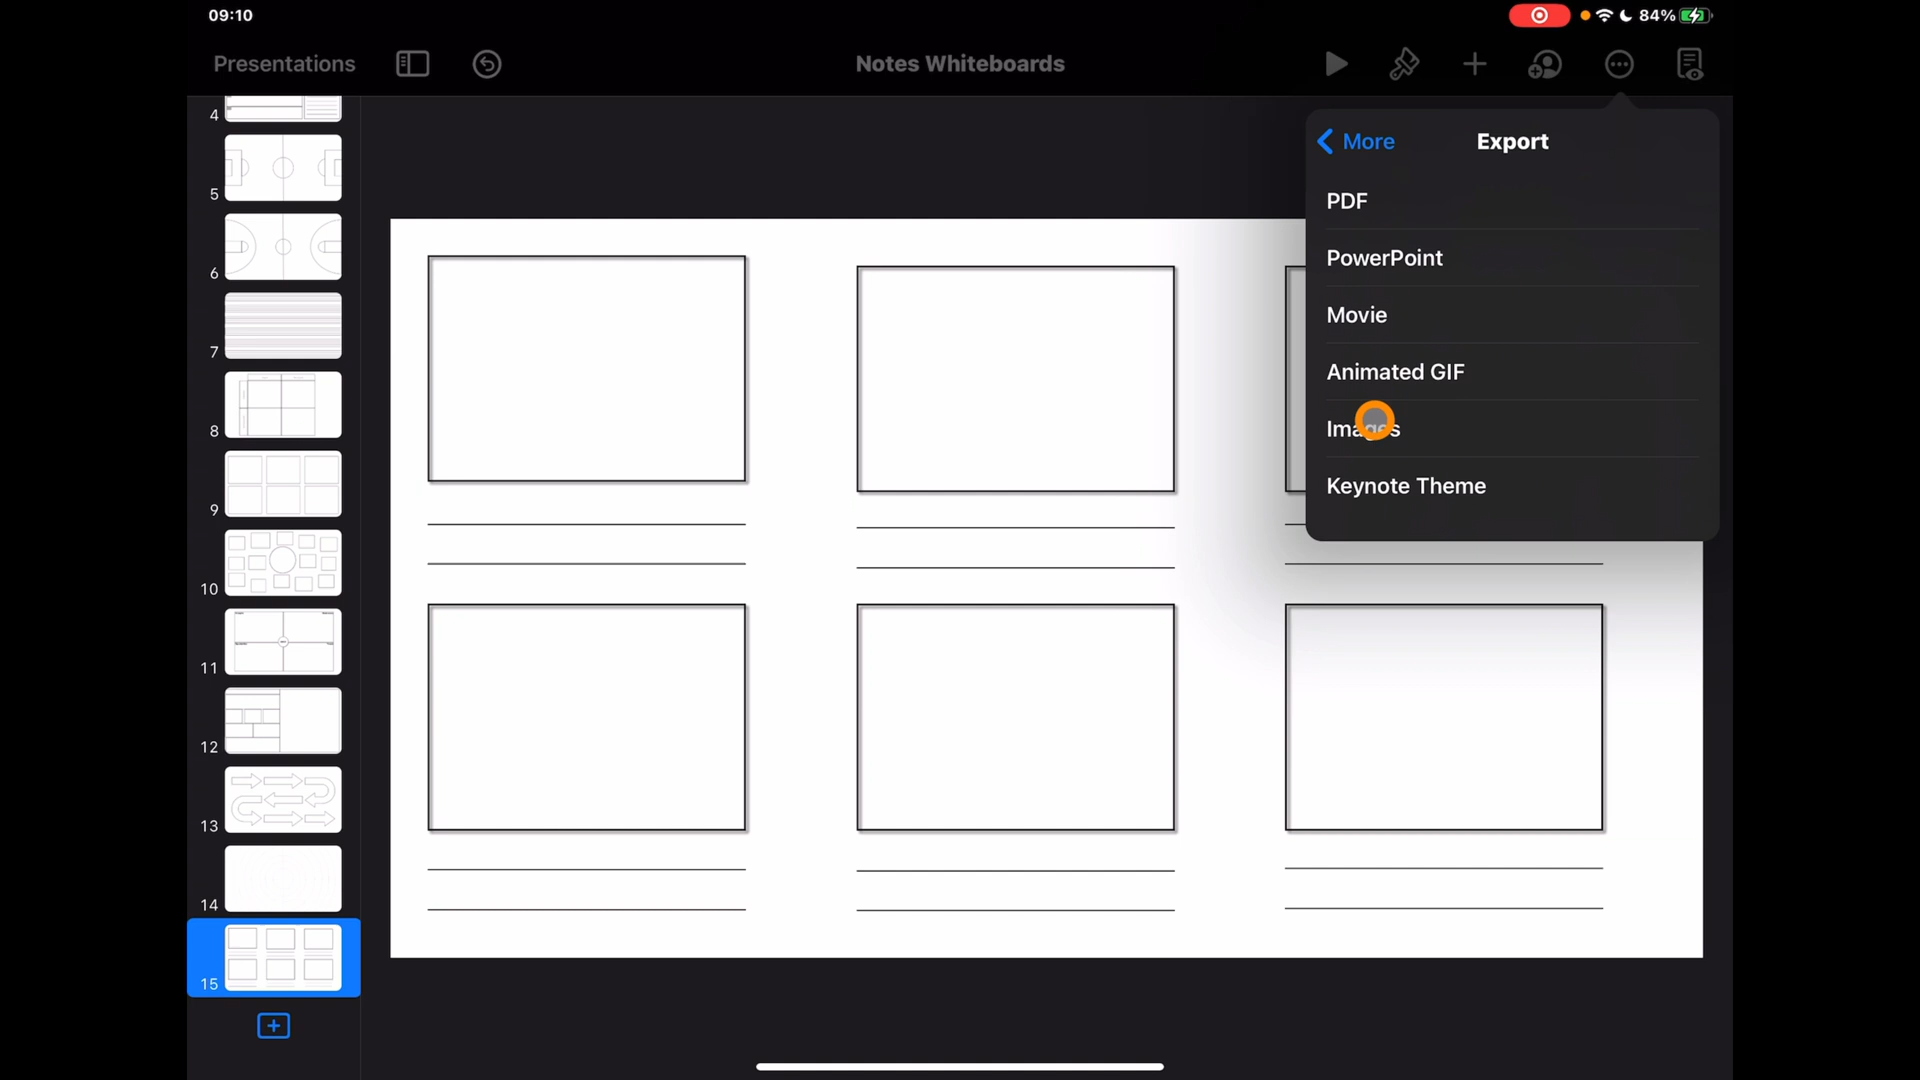 09:10
84%
Presentations
Notes Whiteboards
More
Export
PDF
PowerPoint
Movie
Animated GIF
Images
Keynote Theme
4
5
6
7
8
9
10
11
12
13
14
15